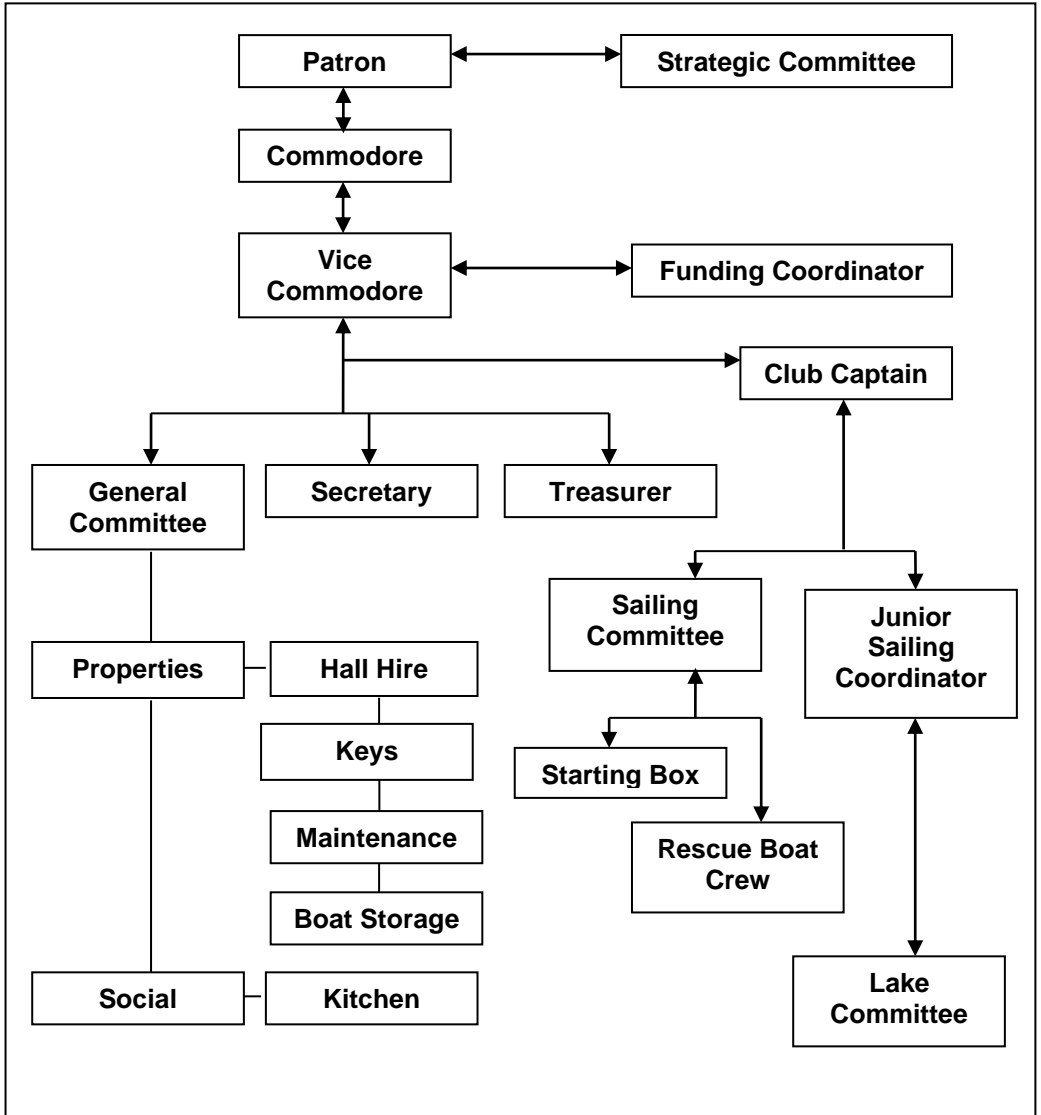 Patron
Strategic Committee
Commodore
Vice
Commodore
Funding Coordinator
Club Captain
General
Committee
Secretary
Treasurer
Sailing
Committee
Junior
Sailing
Coordinator
Properties
Hall Hire
Keys
Starting Box
Maintenance
Rescue Boat
Crew
Boat Storage
Social
Kitchen
Lake
Committee